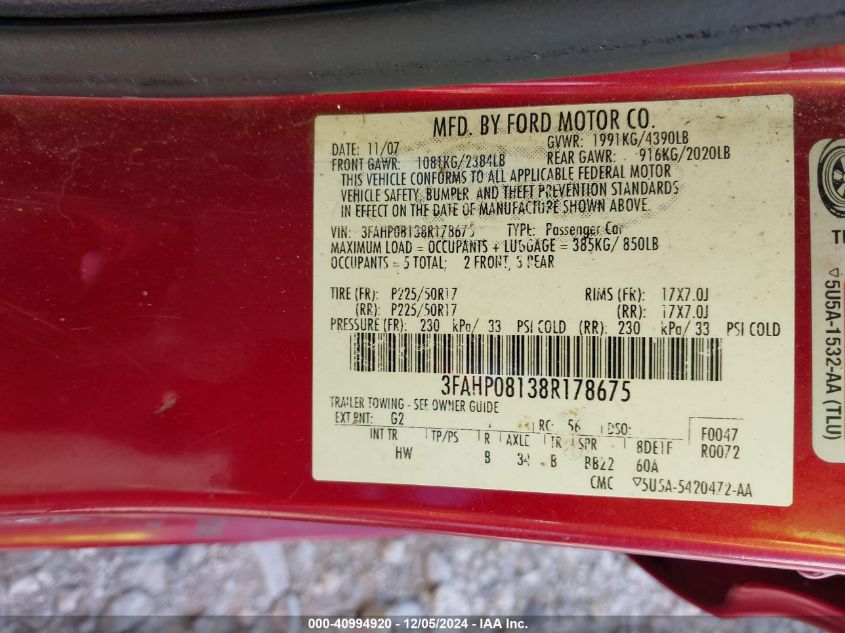 MFD. BY FORD MOTOR CO.
DATE: 11/07 GVWR: 1991KG/4390LB
FRONT GAWR: 1081KG/2384LB REAR GAWR: 916KG/2020LB
THIS VEHICLE CONFORMS TO ALL APPLICABLE FEDERAL MOTOR
VEHICLE SAFETY, BUMPER, AND THEFT PREVENTION STANDARDS
IN EFFECT ON THE DATE OF MANUFACTURE SHOWN ABOVE.
VIN: 3FAHP08138R178675 TYPE: Passenger Car
MAXIMUM LOAD = OCCUPANTS + LUGGAGE = 385KG/ 850LB
OCCUPANTS = 5 TOTAL; 2 FRONT, 3 REAR
TIRE (FR): P225/50R17 RIMS (FR): 17X7.0J
(RR): P225/50R17 (RR): 17X7.0J
PRESSURE (FR): 230 kPa/ 33 PSI COLD (RR): 230 kPa/ 33 PSI COLD
3FAHP08138R178675
TRAILER TOWING - SEE OWNER GUIDE
EXT PNT: G2 RC: 56 DSO: F0047
INT TR TP/PS R AXLE TR SPR 8DE1F R0072
HW B 34 B BB22 60A
CMC ▽5U5A-5420472-AA
▽5U5A-1532-AA (TLU)
000-40994920 - 12/05/2024 - IAA Inc.